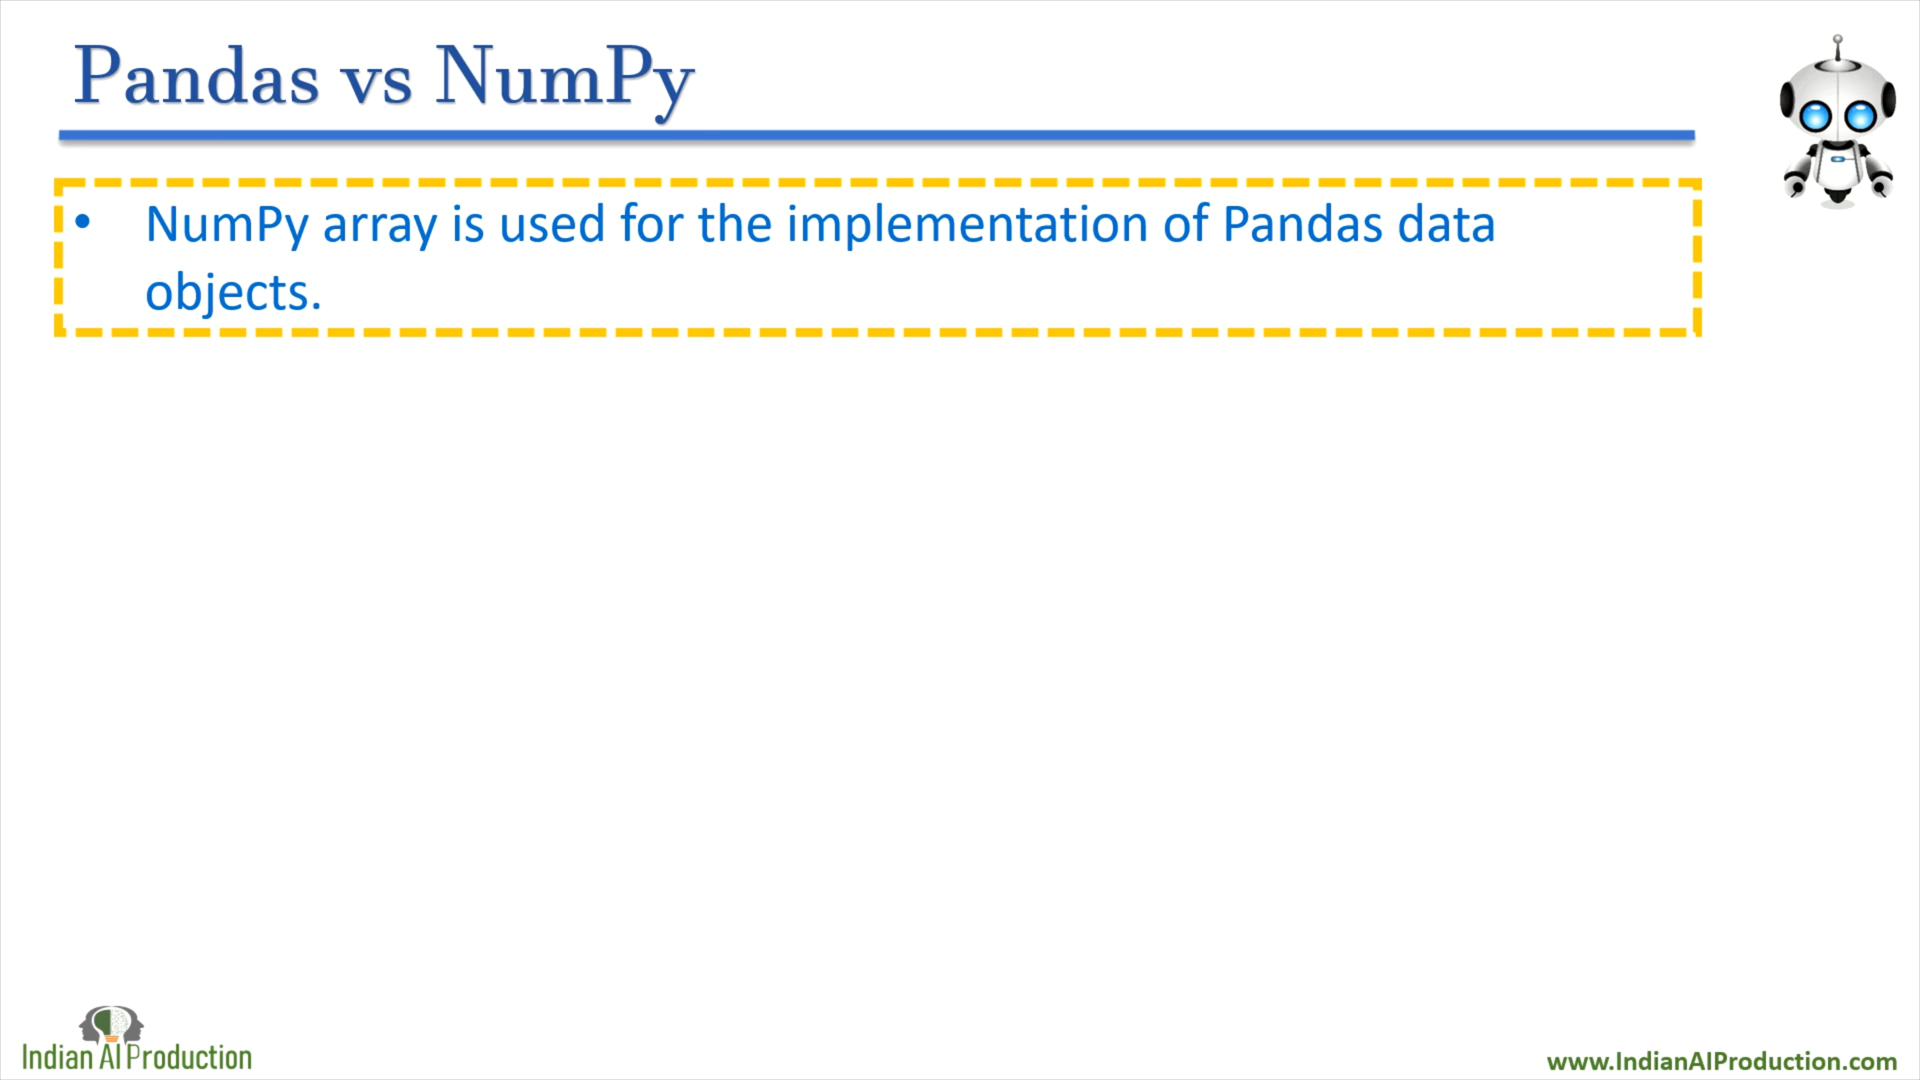 Pandas vs NumPy
• NumPy array is used for the implementation of Pandas data
objects.
Indian AI Production
www.IndianAIProduction.com